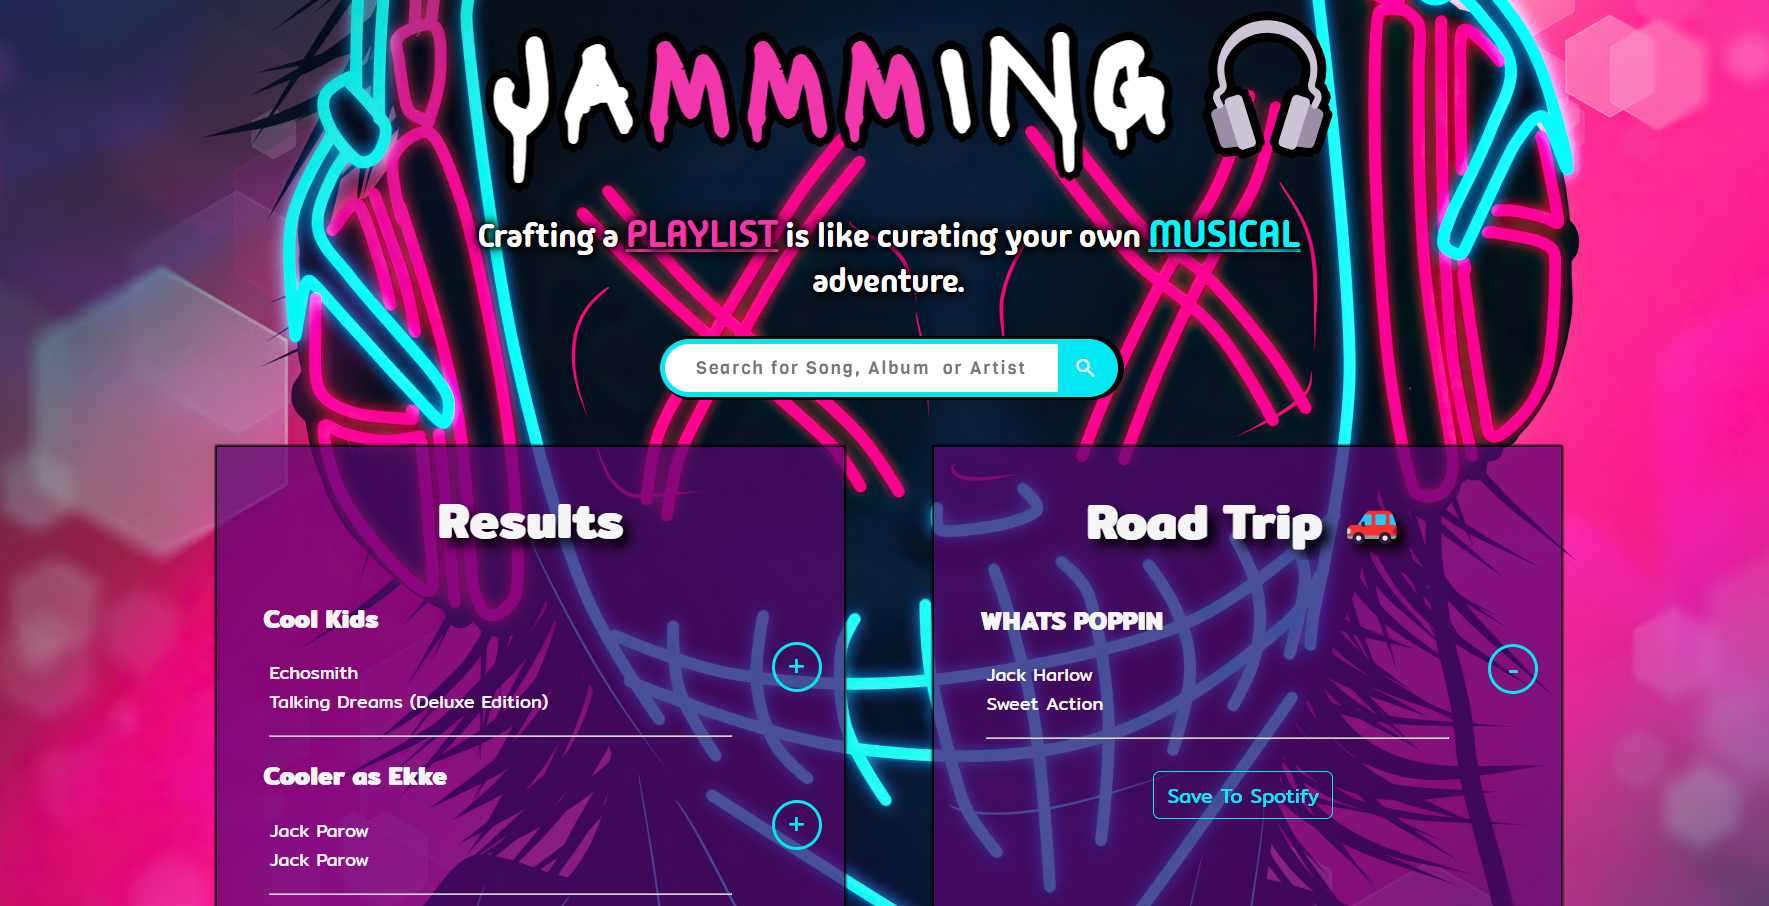 JAMMMING
Crafting a PLAYLIST is like curating your own MUSICAL
adventure.
Search for Song, Album  or Artist
Results
Cool Kids
Echosmith
Talking Dreams (Deluxe Edition)
+
Cooler as Ekke
Jack Parow
Jack Parow
+
Road Trip 🚗
WHATS POPPIN
Jack Harlow
Sweet Action
-
Save To Spotify